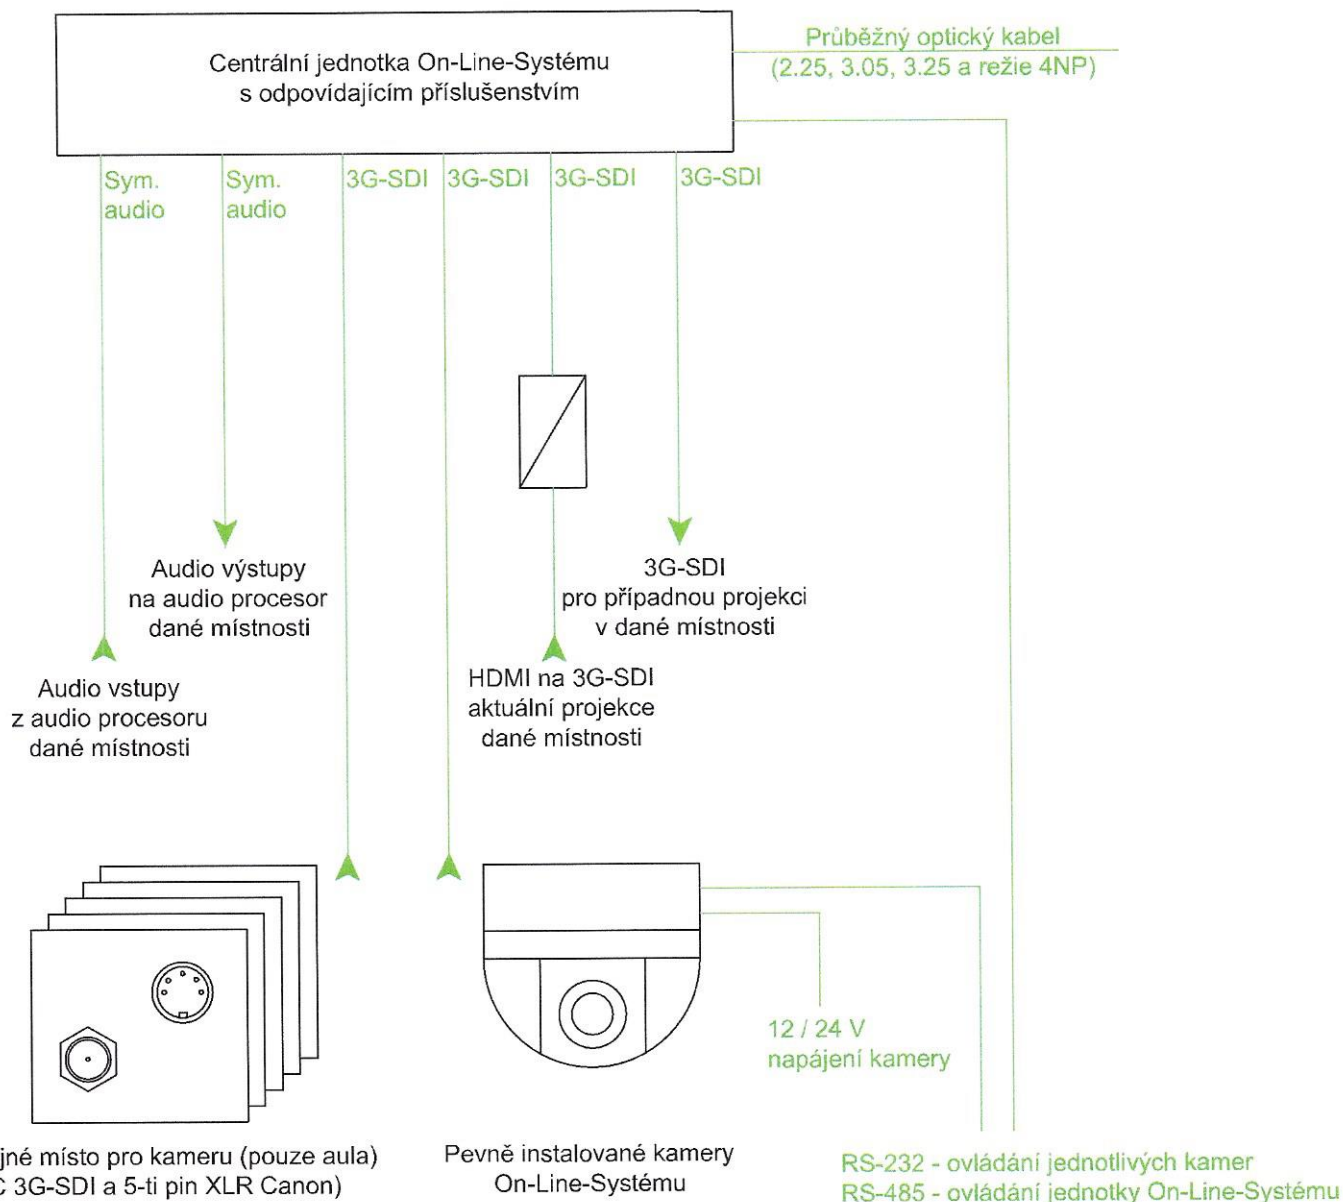 Centrální jednotka On-Line-Systému
s odpovídajícím příslušenstvím
Průběžný optický kabel
(2.25, 3.05, 3.25 a režie 4NP)
Sym.
audio
Sym.
audio
3G-SDI
3G-SDI
3G-SDI
3G-SDI
Audio výstupy
na audio procesor
dané místnosti
3G-SDI
pro případnou projekci
v dané místnosti
Audio vstupy
z audio procesoru
dané místnosti
HDMI na 3G-SDI
aktuální projekce
dané místnosti
12 / 24 V
napájení kamery
místo pro kameru (pouze aula)
3G-SDI a 5-ti pin XLR Canon)
Pevně instalované kamery
On-Line-Systému
RS-232 - ovládání jednotlivých kamer
RS-485 - ovládání jednotky On-Line-Systému